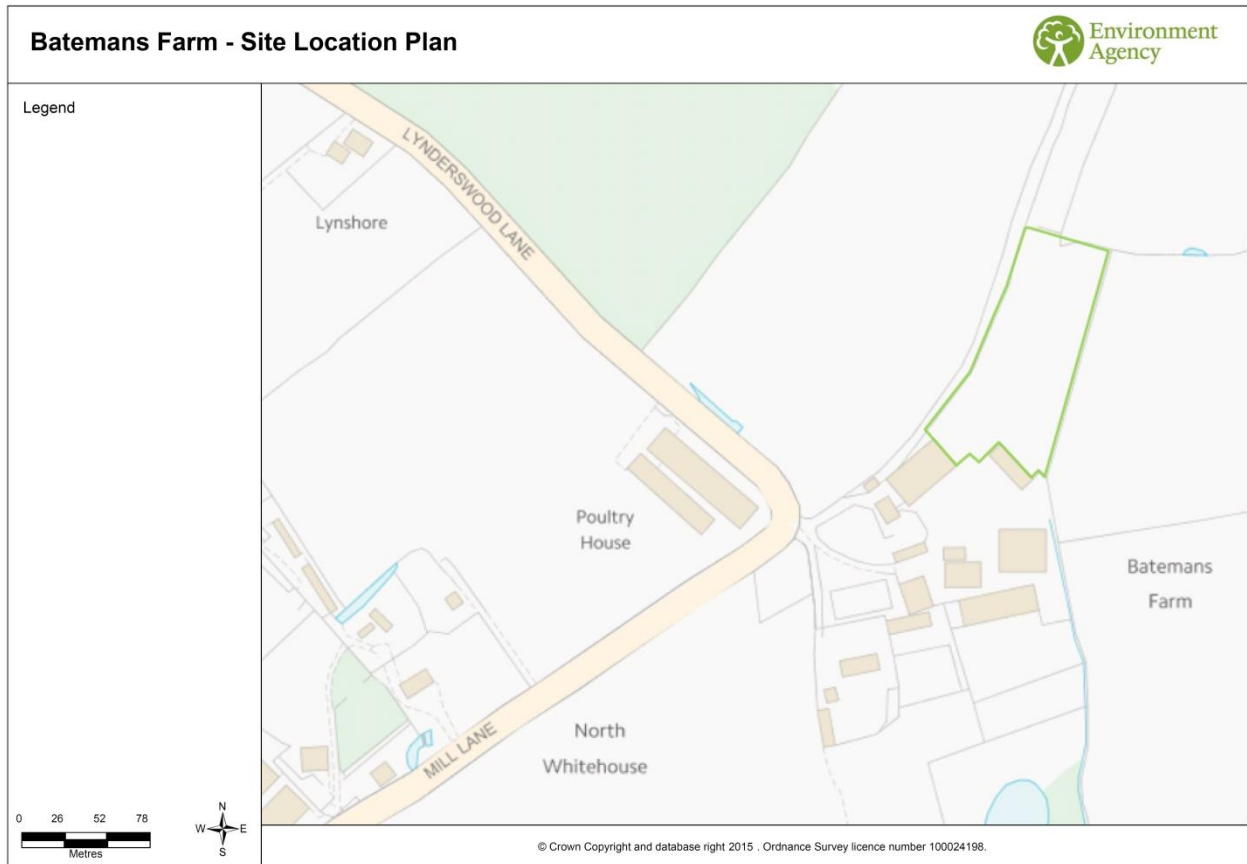 Batemans Farm - Site Location Plan
Environment
Agency
Legend
LYNDERSWOOD LANE
Lynshore
Poultry
House
Batemans
Farm
North
Whitehouse
MILL LANE
0 26 52 78
Metres
N
W E
S
© Crown Copyright and database right 2015 . Ordnance Survey licence number 100024198.